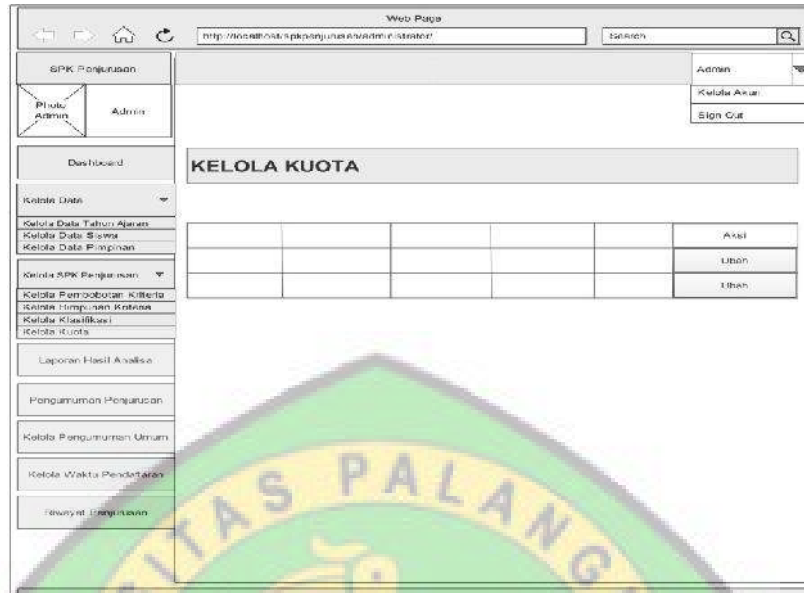 Web Page
http://localhost/spkpenjurusan/administrator/
Search
SPK Penjurusan
Admin
Kelola Akun
Sign Out
Photo
Admin
Admin
Dashboard
KELOLA KUOTA
Kelola Data
Kelola Data Tahun Ajaran
Kelola Data Siswa
Kelola Data Pimpinan
Aksi
Ubah
Ubah
Kelola SPK Penjurusan
Kelola Pembobotan Kriteria
Kelola Himpunan Kriteria
Kelola Klasifikasi
Kelola Kuota
Laporan Hasil Analisa
Pengumuman Penjurusan
Kelola Pengumuman Umum
Kelola Waktu Pendaftaran
Riwayat Penjurusan
SITAS PALANG